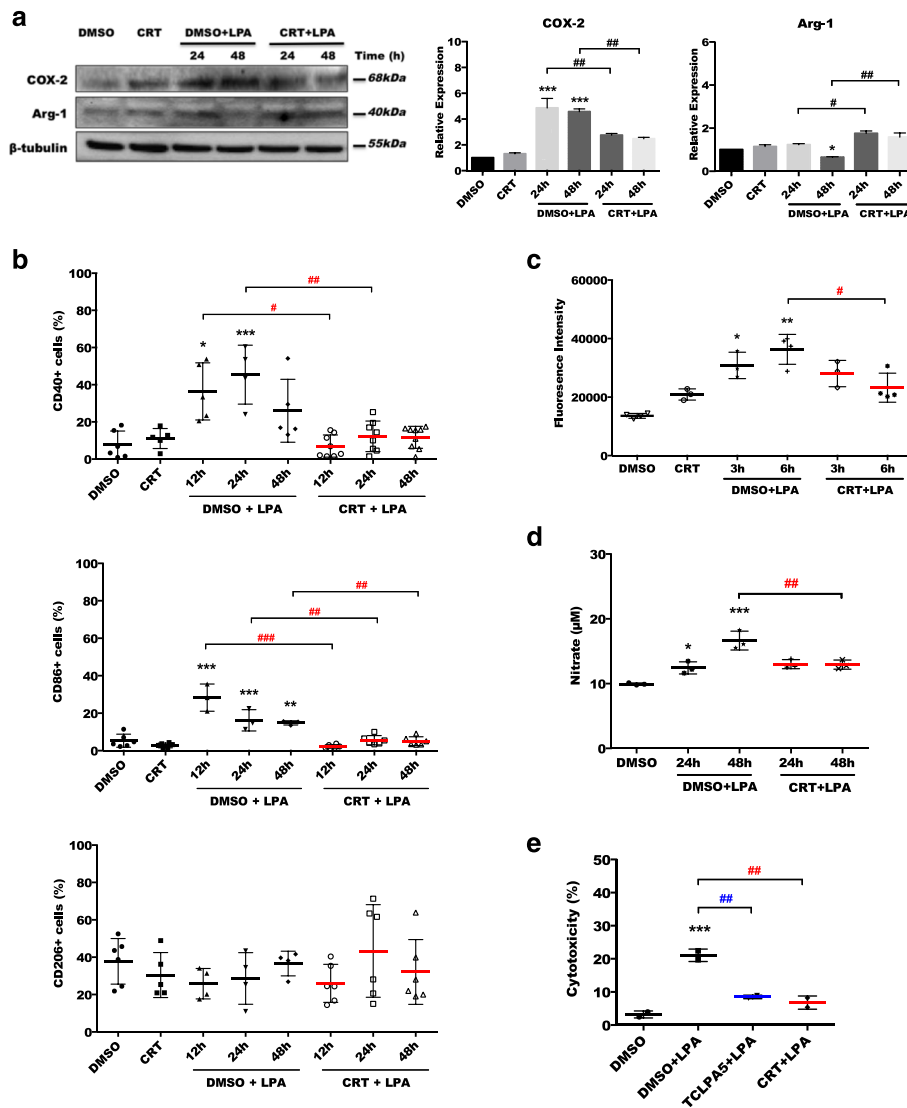 a
DMSO CRT DMSO+LPA CRT+LPA
24 48 24 48 Time (h)
COX-2 68kDa
Arg-1 40kDa
β-tubulin 55kDa
COX-2
Relative Expression
10
8
6
4
2
0
*** *** ## ##
DMSO CRT 24h 48h 24h 48h
DMSO+LPA CRT+LPA
Arg-1
Relative Expression
6
4
2
0
* # ##
DMSO CRT 24h 48h 24h 48h
DMSO+LPA CRT+LPA
b
CD40+ cells (%)
100
80
60
40
20
0
##
#
* ***
DMSO CRT 12h 24h 48h 12h 24h 48h
DMSO + LPA CRT + LPA
CD86+ cells (%)
100
80
60
40
20
0
##
##
###
*** *** **
DMSO CRT 12h 24h 48h 12h 24h 48h
DMSO + LPA CRT + LPA
CD206+ cells (%)
100
80
60
40
20
0
DMSO CRT 12h 24h 48h 12h 24h 48h
DMSO + LPA CRT + LPA
c
Fluoresence Intensity
60000
40000
20000
0
#
* **
DMSO CRT 3h 6h 3h 6h
DMSO+LPA CRT+LPA
d
Nitrate (µM)
30
20
10
0
##
* ***
DMSO 24h 48h 24h 48h
DMSO+LPA CRT+LPA
e
Cytotoxicity (%)
50
40
30
20
10
0
##
##
***
DMSO DMSO+LPA TCLPA5+LPA CRT+LPA